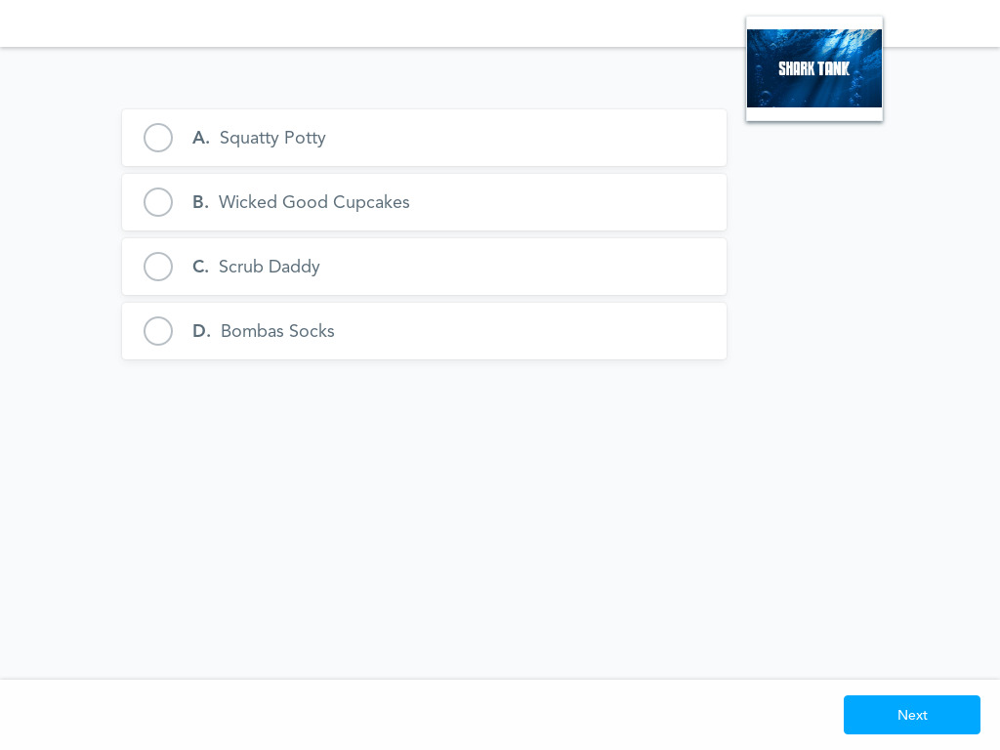 SHARK TANK
A. Squatty Potty
B. Wicked Good Cupcakes
C. Scrub Daddy
D. Bombas Socks
Next